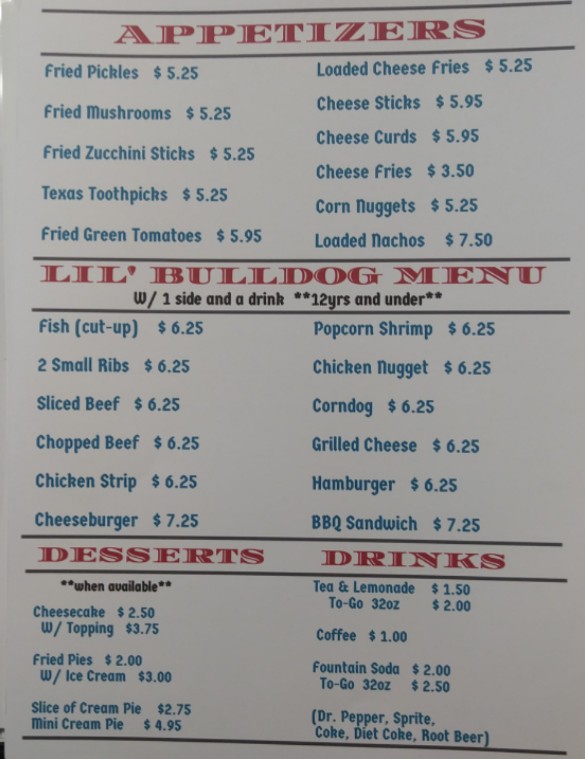 APPETIZERS
Fried Pickles $ 5.25
Fried Mushrooms $ 5.25
Fried Zucchini Sticks $ 5.25
Texas Toothpicks $ 5.25
Fried Green Tomatoes $ 5.95
Loaded Cheese Fries $ 5.25
Cheese Sticks $ 5.95
Cheese Curds $ 5.95
Cheese Fries $ 3.50
Corn Nuggets $ 5.25
Loaded Nachos $ 7.50
LIL' BULLDOG MENU
W/ 1 side and a drink **12yrs and under**
Fish (cut-up) $ 6.25
2 Small Ribs $ 6.25
Sliced Beef $ 6.25
Chopped Beef $ 6.25
Chicken Strip $ 6.25
Cheeseburger $ 7.25
Popcorn Shrimp $ 6.25
Chicken Nugget $ 6.25
Corndog $ 6.25
Grilled Cheese $ 6.25
Hamburger $ 6.25
BBQ Sandwich $ 7.25
DESSERTS
**when available**
Cheesecake $ 2.50
W/ Topping $3.75
Fried Pies $ 2.00
W/ Ice Cream $3.00
Slice of Cream Pie $2.75
Mini Cream Pie $ 4.95
DRINKS
Tea & Lemonade $ 1.50
To-Go 32oz $ 2.00
Coffee $ 1.00
Fountain Soda $ 2.00
To-Go 32oz $ 2.50
(Dr. Pepper, Sprite,
Coke, Diet Coke, Root Beer)